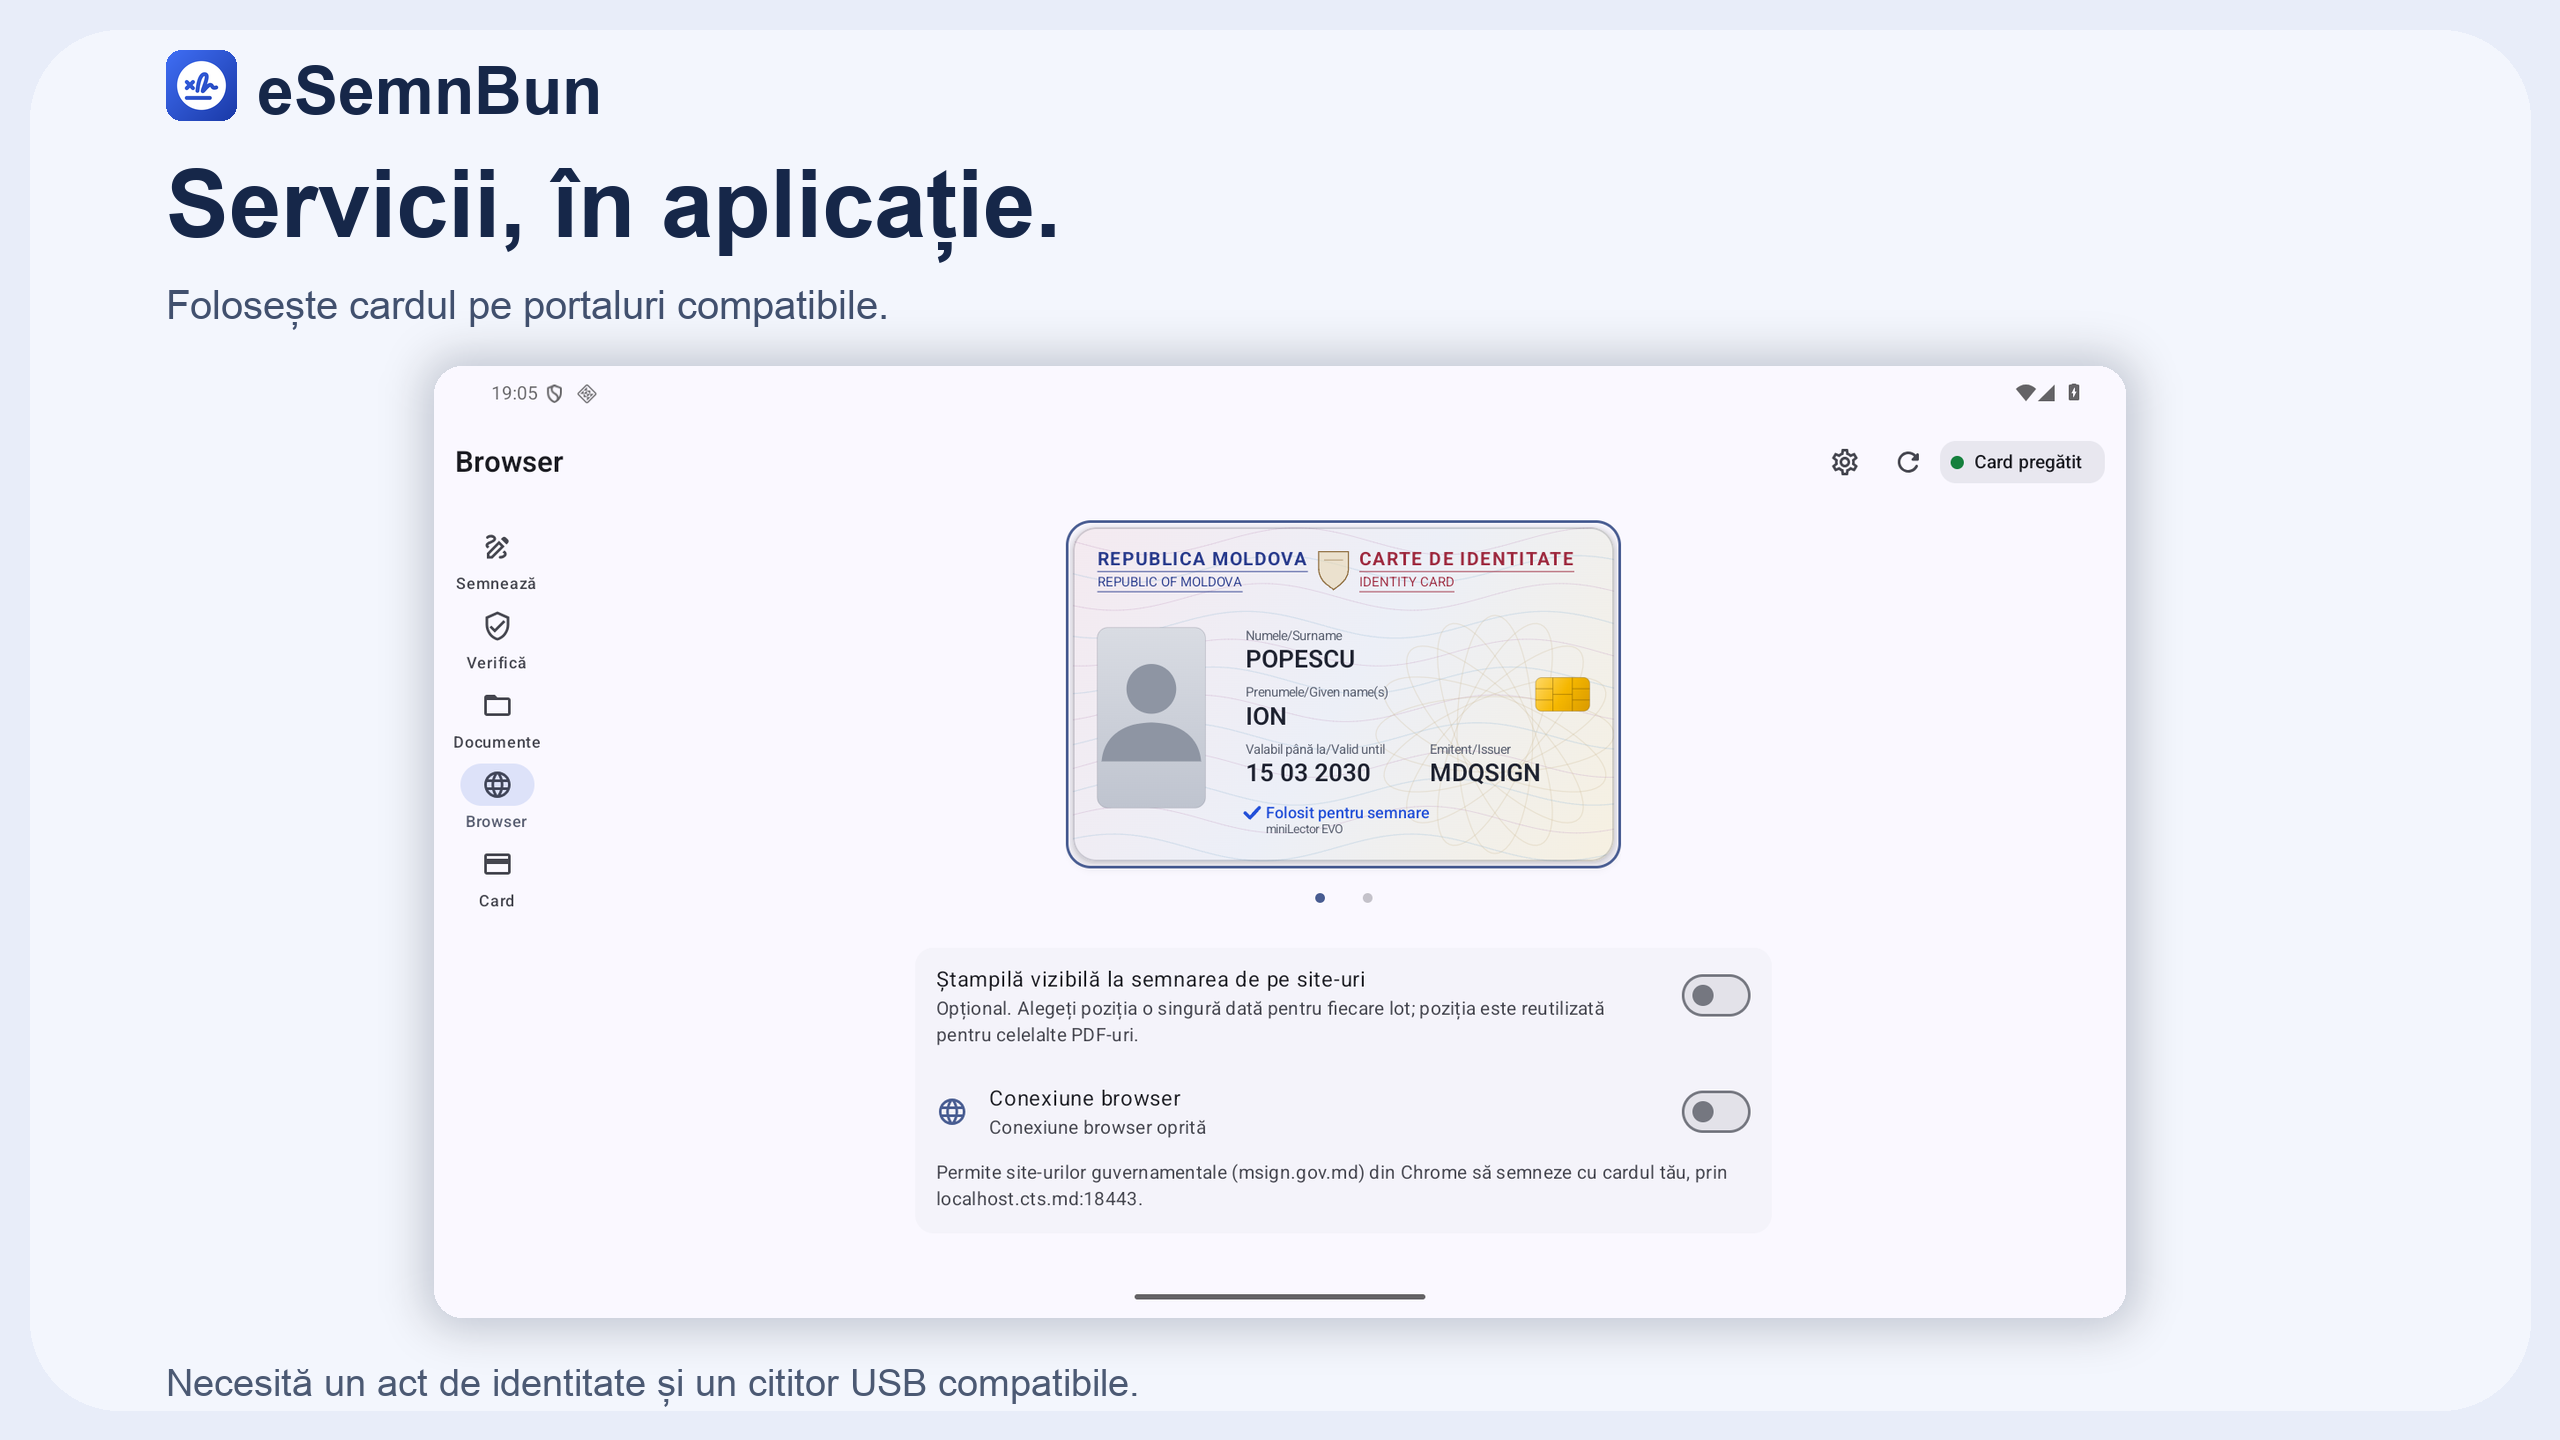 eSemnBun
Servicii, în aplicație.
Folosește cardul pe portaluri compatibile.
19:05
Browser
Card pregătit
Semnează
Verifică
Documente
Browser
Card
REPUBLICA MOLDOVA
REPUBLIC OF MOLDOVA
CARTE DE IDENTITATE
IDENTITY CARD
Numele/Surname
POPESCU
Prenumele/Given name(s)
ION
Valabil până la/Valid until
15 03 2030
Emitent/Issuer
MDQSIGN
Folosit pentru semnare
miniLector EVO
Ștampilă vizibilă la semnarea de pe site-uri
Opțional. Alegeți poziția o singură dată pentru fiecare lot; poziția este reutilizată
pentru celelalte PDF-uri.
Conexiune browser
Conexiune browser oprită
Permite site-urilor guvernamentale (msign.gov.md) din Chrome să semneze cu cardul tău, prin
localhost.cts.md:18443.
Necesită un act de identitate și un cititor USB compatibile.